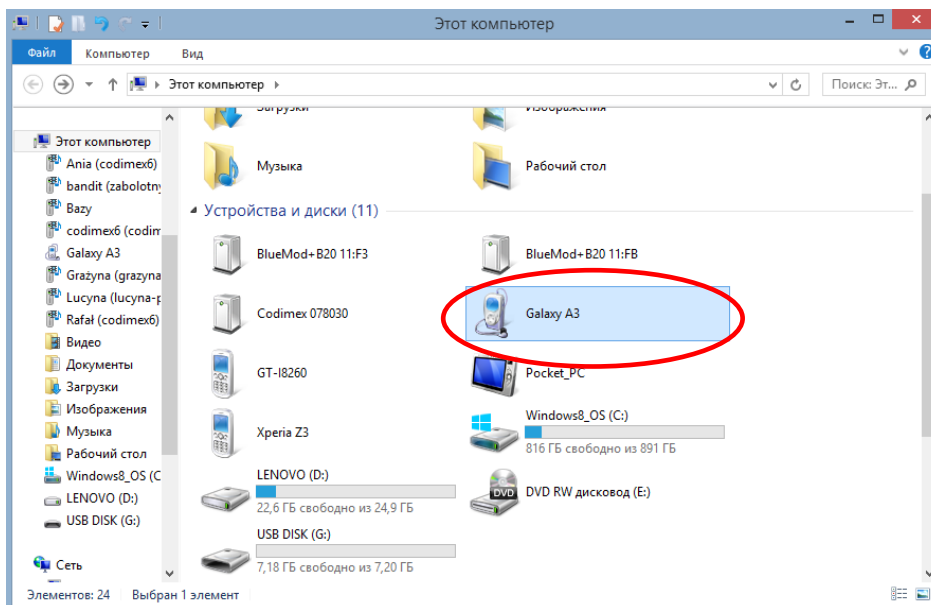 Этот компьютер
Файл
Компьютер
Вид
Этот компьютер
Поиск: Эт...
Этот компьютер
Ania (codimex6)
bandit (zabolotn
Bazy
codimex6 (codim
Galaxy A3
Grażyna (grazyna
Lucyna (lucyna-p
Rafał (codimex6)
Видео
Документы
Загрузки
Изображения
Музыка
Рабочий стол
Windows8_OS (C
LENOVO (D:)
USB DISK (G:)
Сеть
Загрузки
Изображения
Музыка
Рабочий стол
Устройства и диски (11)
BlueMod+B20 11:F3
BlueMod+B20 11:FB
Codimex 078030
Galaxy A3
GT-I8260
Pocket_PC
Xperia Z3
Windows8_OS (C:)
816 ГБ свободно из 891 ГБ
LENOVO (D:)
22,6 ГБ свободно из 24,9 ГБ
DVD
DVD RW дисковод (E:)
USB DISK (G:)
7,18 ГБ свободно из 7,20 ГБ
Элементов: 24
Выбран 1 элемент